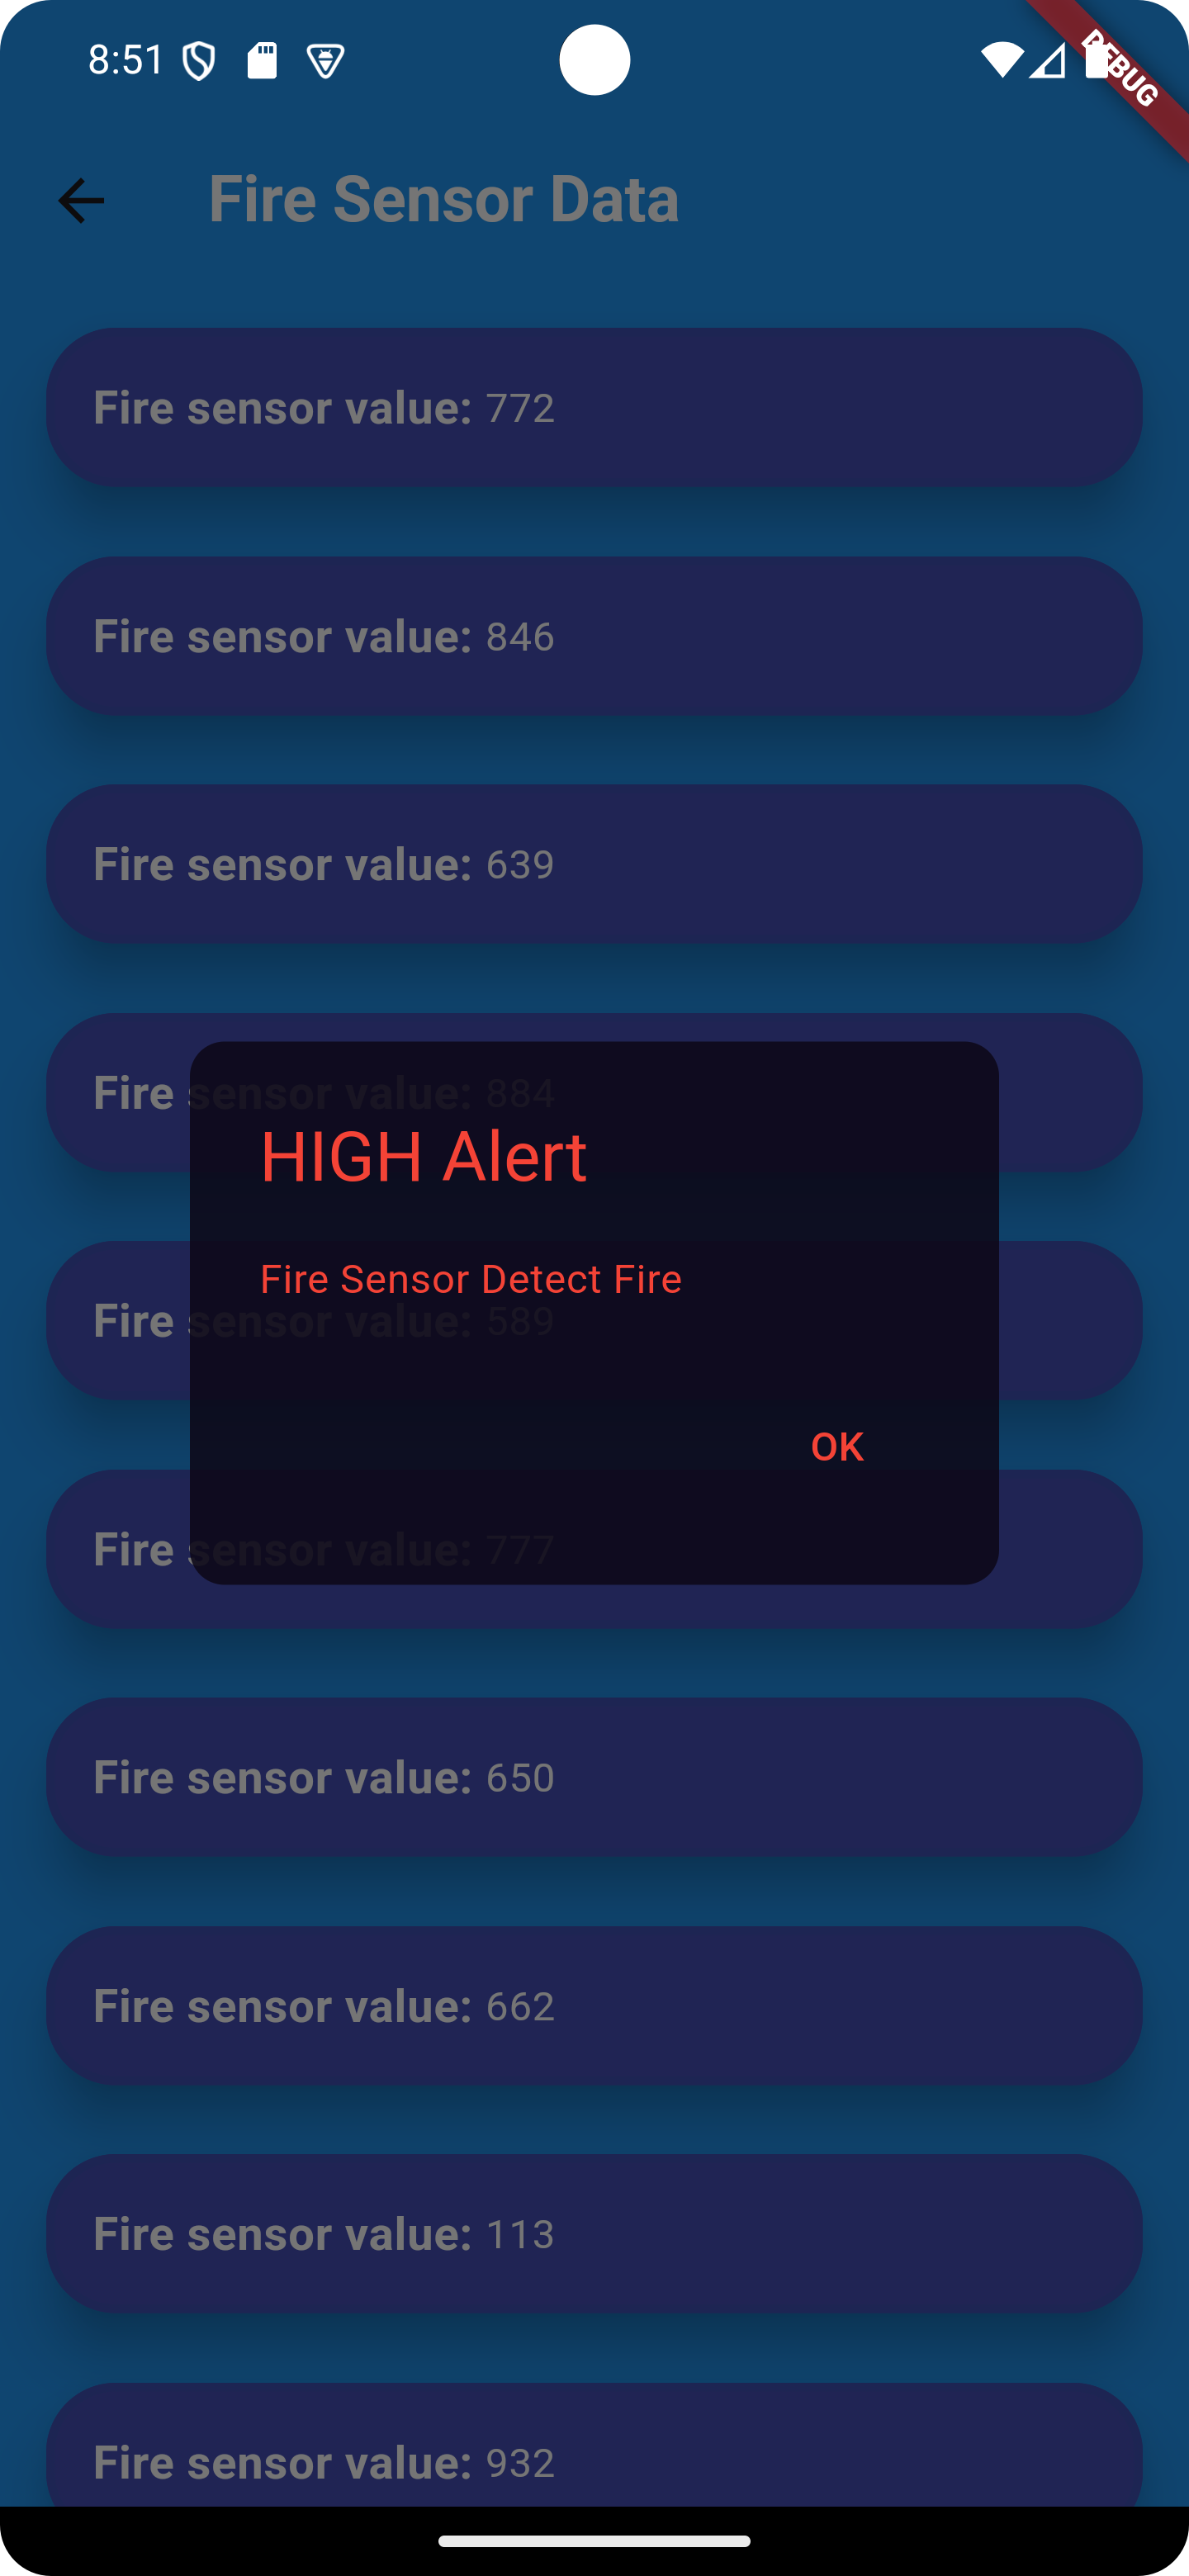 8:51
DEBUG
Fire Sensor Data
Fire sensor value: 772
Fire sensor value: 846
Fire sensor value: 639
Fire sensor value: 884
HIGH Alert
Fire Sensor Detect Fire
Fire sensor value: 589
OK
Fire sensor value: 777
Fire sensor value: 650
Fire sensor value: 662
Fire sensor value: 113
Fire sensor value: 932